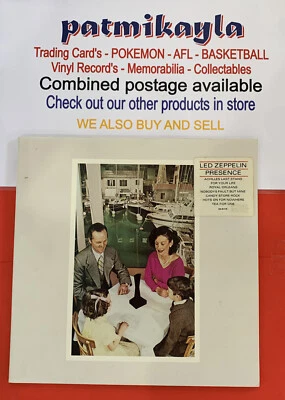 patmikayla
Trading Card's - POKEMON - AFL - BASKETBALL
Vinyl Record's - Memorabilia - Collectables
Combined postage available
Check out our other products in store
WE ALSO BUY AND SELL
LED ZEPPELIN
PRESENCE
ACHILLES LAST STAND
FOR YOUR LIFE
ROYAL ORLEANS
NOBODY'S FAULT BUT MINE
CANDY STORE ROCK
HOTS ON FOR NOWHERE
TEA FOR ONE